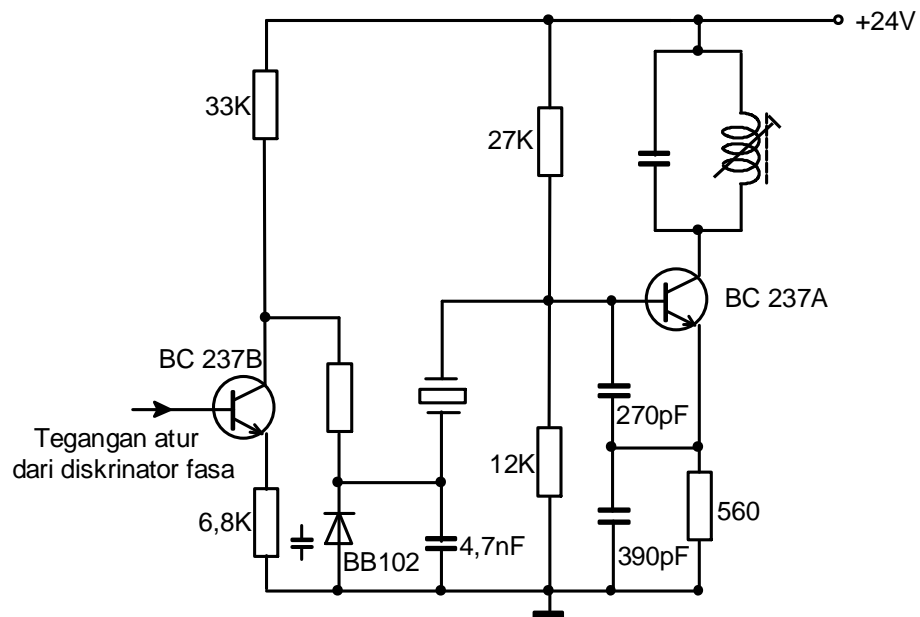 +24V
33K
27K
BC 237A
BC 237B
270pF
Tegangan atur
dari diskrinator fasa
12K
6,8K
560
4,7nF
BB102
390pF